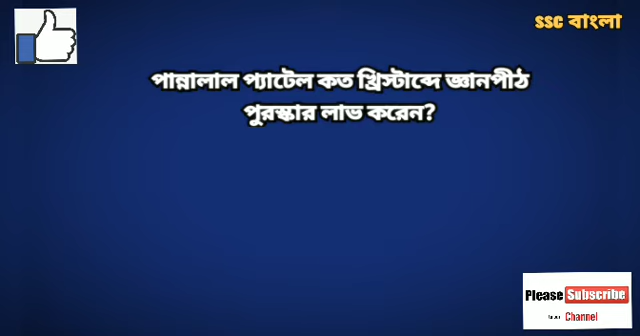 SSC বাংলা
পান্নালাল প্যাটেল কত খ্রিস্টাব্দে জ্ঞানপীঠ
পুরস্কার লাভ করেন?
Please Subscribe
Channel